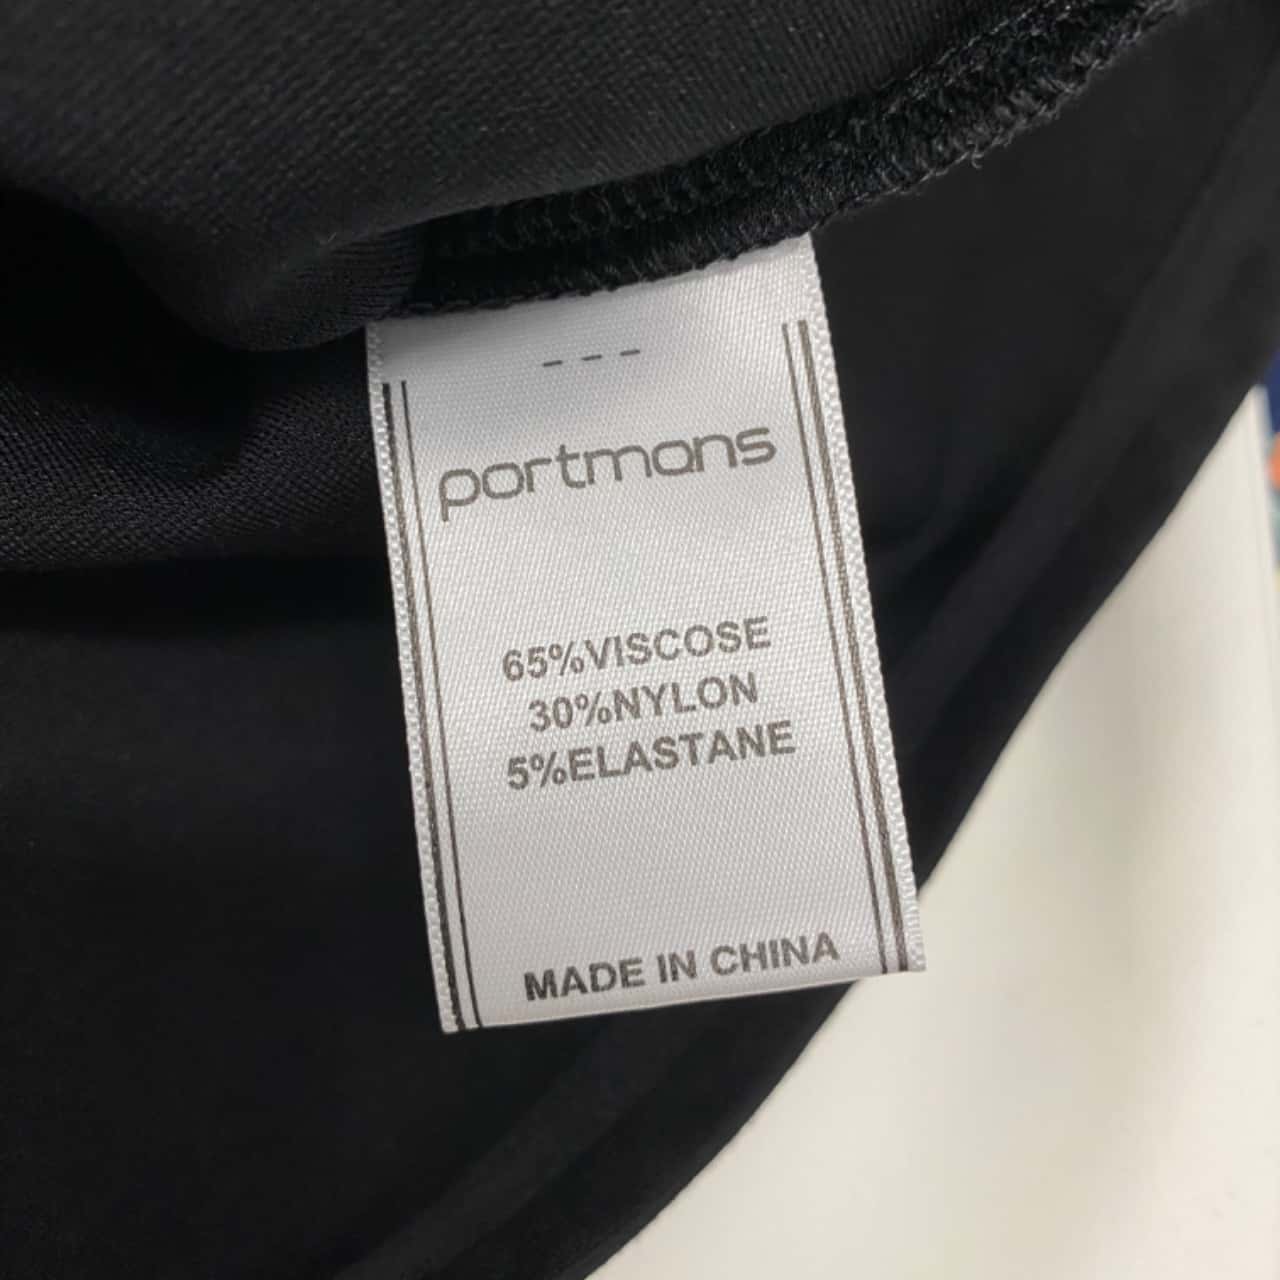 - - -
portmans
65%VISCOSE
30%NYLON
5%ELASTANE
MADE IN CHINA